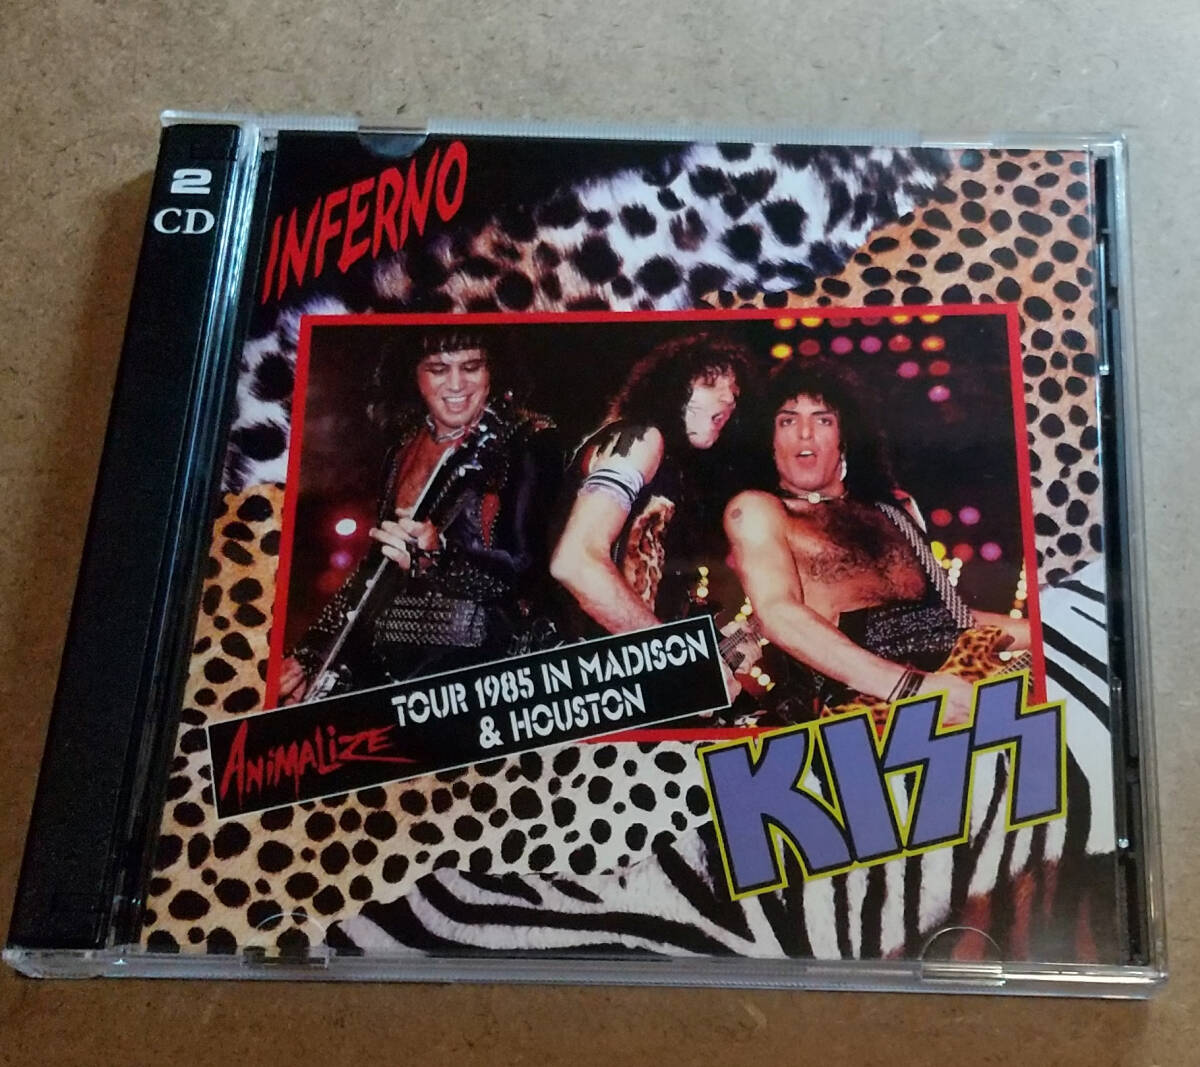 2
CD
INFERNO
ANIMALIZE TOUR 1985 IN MADISON
& HOUSTON
KISS